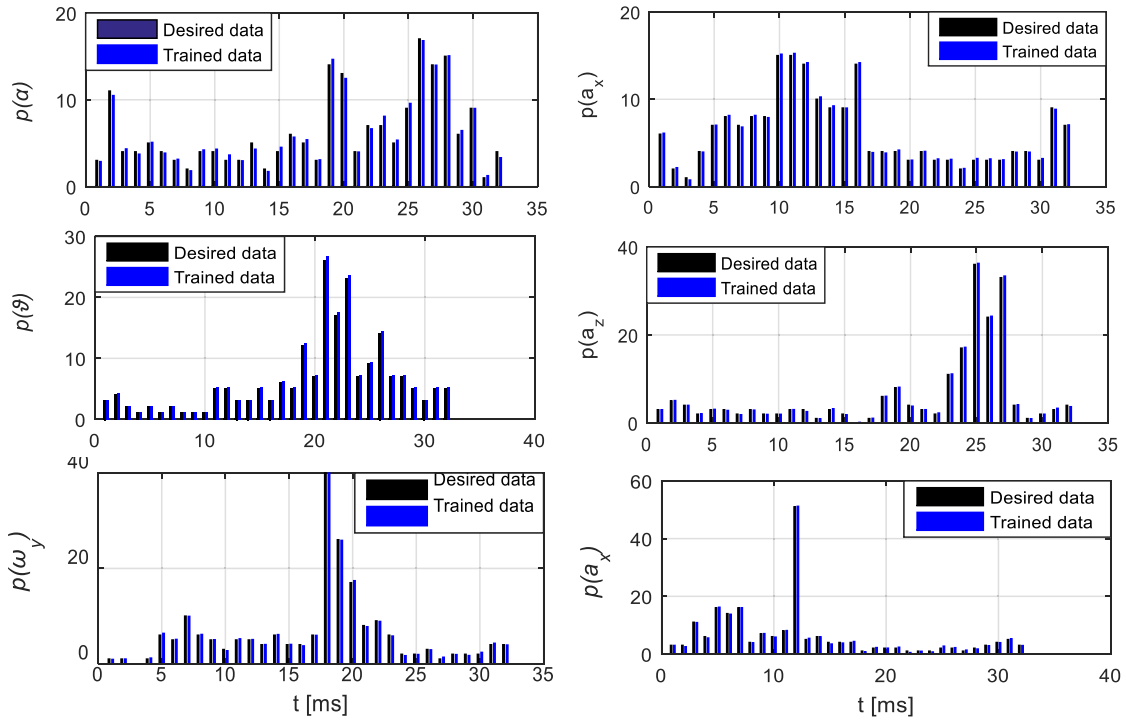 20
10
0
p(α)
Desired data
Trained data
0 5 10 15 20 25 30 35
20
10
0
p(a_x)
Desired data
Trained data
0 5 10 15 20 25 30 35
30
20
10
0
p(ϑ)
Desired data
Trained data
0 10 20 30 40
40
20
0
p(a_z)
Desired data
Trained data
0 5 10 15 20 25 30 35
40
20
0
p(ω_y)
Desired data
Trained data
0 5 10 15 20 25 30 35
t [ms]
60
40
20
0
p(a_x)
Desired data
Trained data
0 10 20 30 40
t [ms]